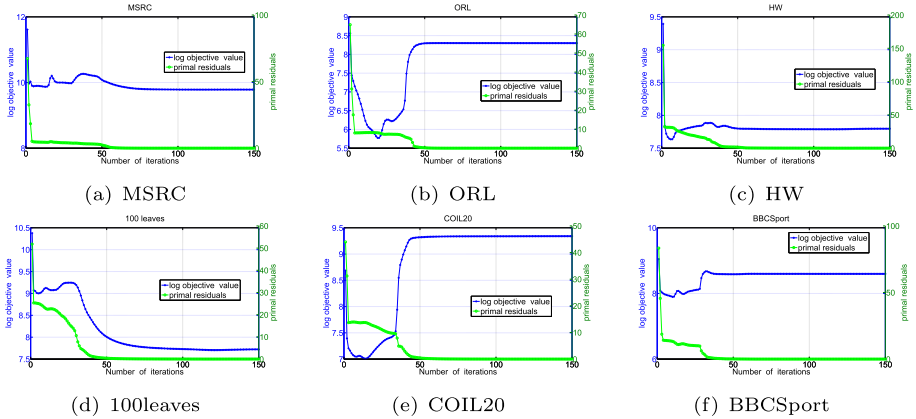 MSRC
12
10
8
log objective value
100
50
0
primal residuals
log objective value
primal residuals
0 50 100 150
Number of iterations
(a) MSRC
ORL
9
8.5
8
7.5
7
6.5
6
5.5
log objective value
70
60
50
40
30
20
10
0
primal residuals
log objective value
primal residuals
0 50 100 150
Number of iterations
(b) ORL
HW
9.5
9
8.5
8
7.5
log objective value
200
150
100
50
0
primal residuals
log objective value
primal residuals
0 50 100 150
Number of iterations
(c) HW
100 leaves
10.5
10
9.5
9
8.5
8
7.5
log objective value
60
50
40
30
20
10
0
primal residuals
log objective value
primal residuals
0 50 100 150
Number of iterations
(d) 100leaves
COIL20
9.5
9
8.5
8
7.5
7
log objective value
50
40
30
20
10
0
primal residuals
log objective value
primal residuals
0 50 100 150
Number of iterations
(e) COIL20
BBCSport
10
8
6
log objective value
100
50
0
primal residuals
log objective value
primal residuals
0 50 100 150
Number of iterations
(f) BBCSport